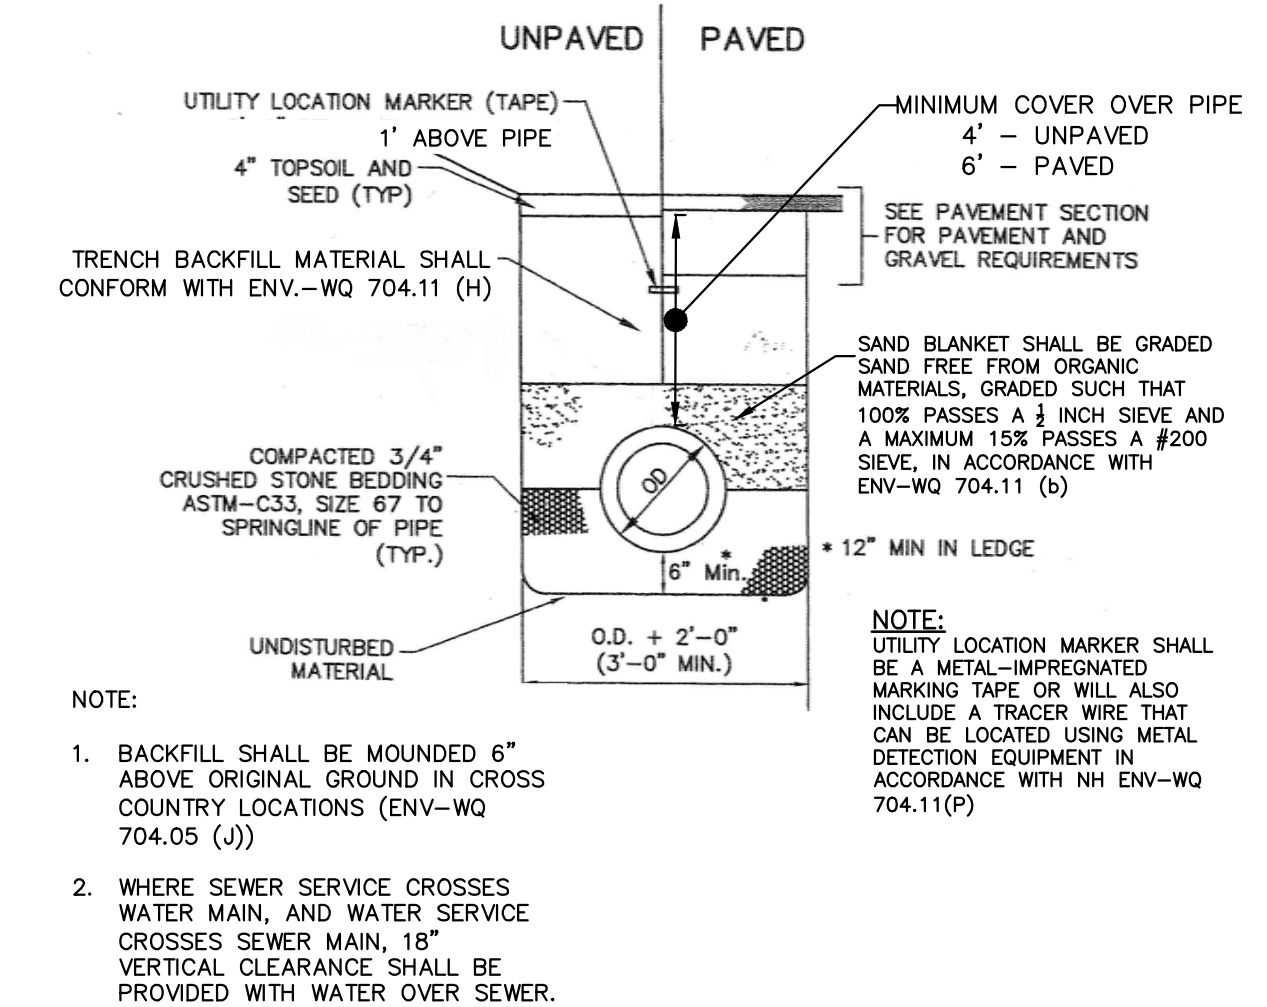 UNPAVED
PAVED
UTILITY LOCATION MARKER (TAPE)
1' ABOVE PIPE
4" TOPSOIL AND
SEED (TYP)
TRENCH BACKFILL MATERIAL SHALL
CONFORM WITH ENV.-WQ 704.11 (H)
MINIMUM COVER OVER PIPE
4' - UNPAVED
6' - PAVED
SEE PAVEMENT SECTION
FOR PAVEMENT AND
GRAVEL REQUIREMENTS
SAND BLANKET SHALL BE GRADED
SAND FREE FROM ORGANIC
MATERIALS, GRADED SUCH THAT
100% PASSES A ½ INCH SIEVE AND
A MAXIMUM 15% PASSES A #200
SIEVE, IN ACCORDANCE WITH
ENV-WQ 704.11 (b)
COMPACTED 3/4"
CRUSHED STONE BEDDING
ASTM-C33, SIZE 67 TO
SPRINGLINE OF PIPE
(TYP.)
OD
6" Min.*
* 12" MIN IN LEDGE
UNDISTURBED
MATERIAL
O.D. + 2'-0"
(3'-0" MIN.)
NOTE:
UTILITY LOCATION MARKER SHALL
BE A METAL-IMPREGNATED
MARKING TAPE OR WILL ALSO
INCLUDE A TRACER WIRE THAT
CAN BE LOCATED USING METAL
DETECTION EQUIPMENT IN
ACCORDANCE WITH NH ENV-WQ
704.11(P)
NOTE:
1. BACKFILL SHALL BE MOUNDED 6"
ABOVE ORIGINAL GROUND IN CROSS
COUNTRY LOCATIONS (ENV-WQ
704.05 (J))
2. WHERE SEWER SERVICE CROSSES
WATER MAIN, AND WATER SERVICE
CROSSES SEWER MAIN, 18"
VERTICAL CLEARANCE SHALL BE
PROVIDED WITH WATER OVER SEWER.